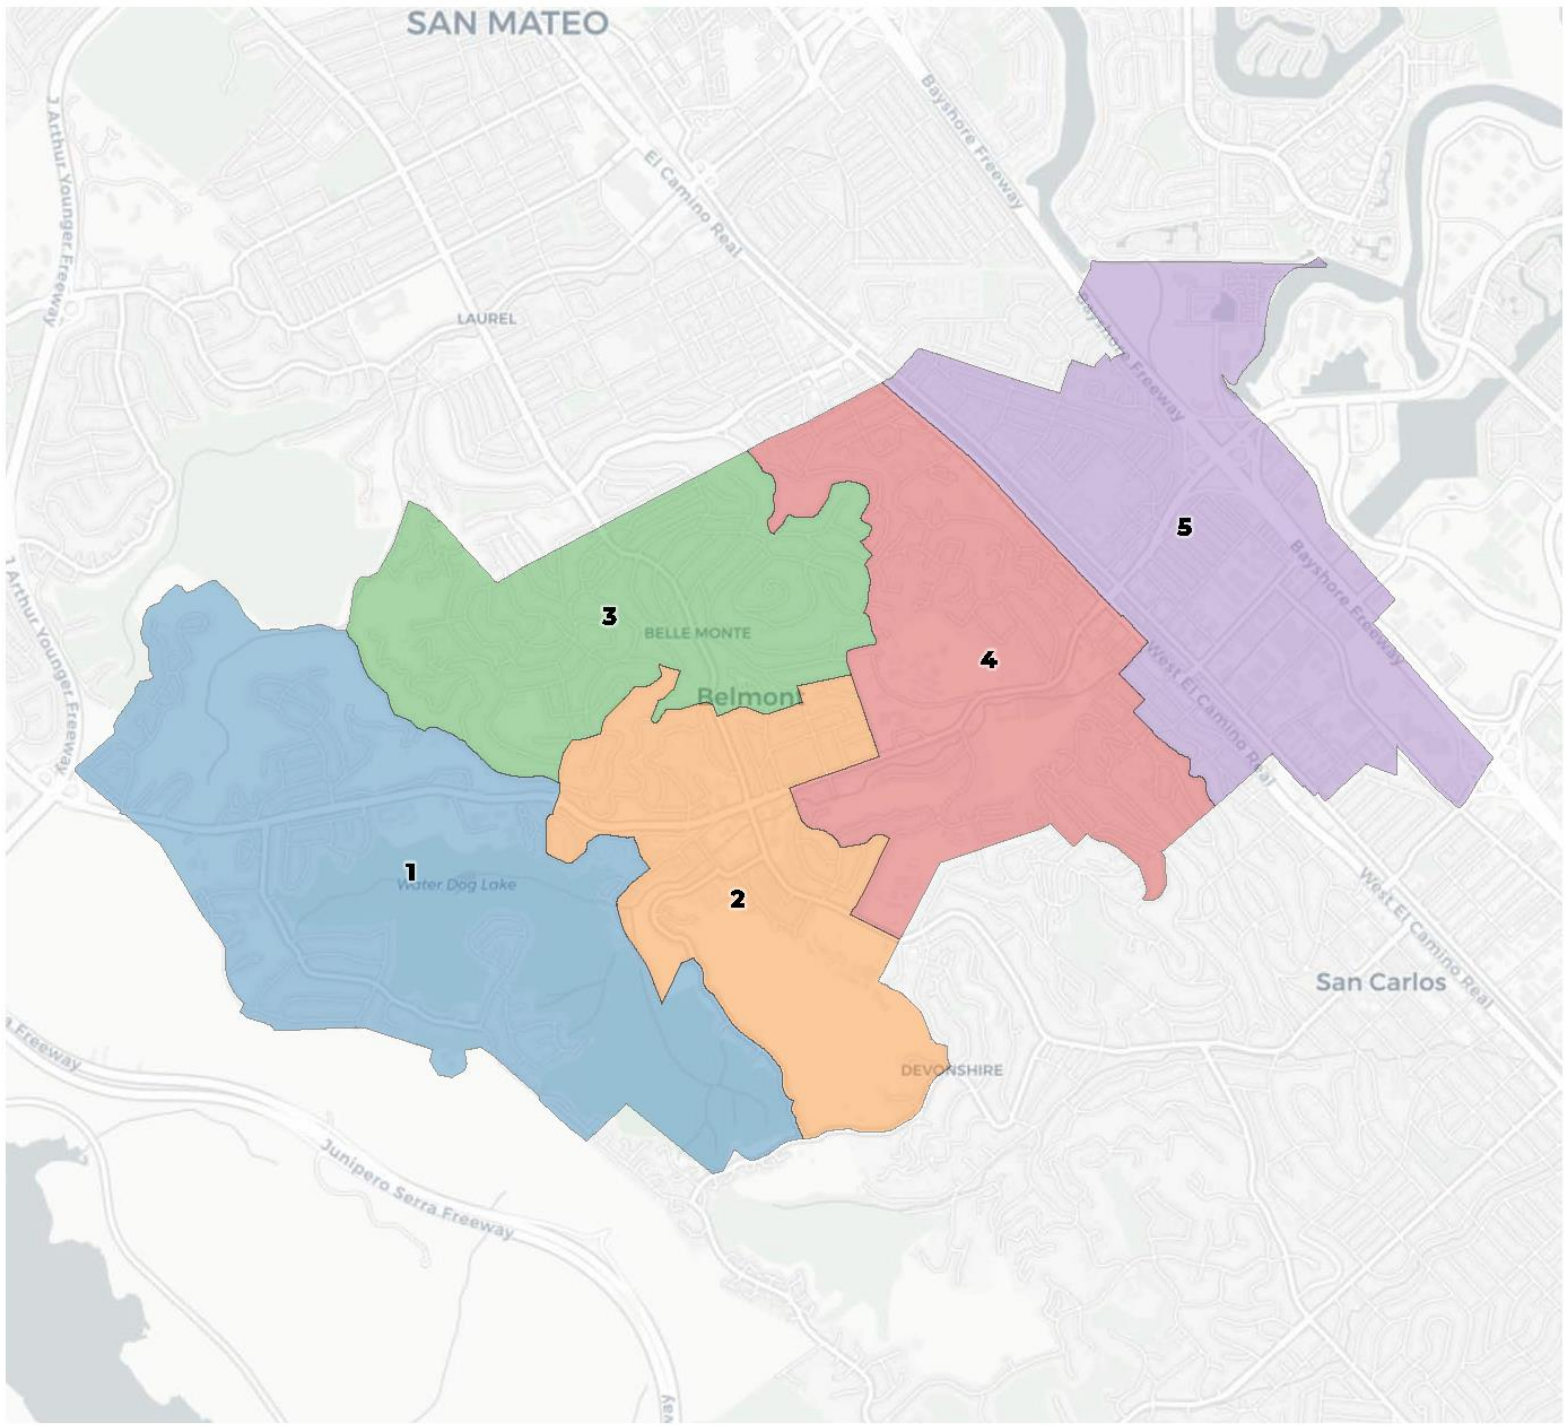 SAN MATEO
Bayshore Freeway
J Arthur Younger Freeway
El Camino Real
LAUREL
Bayshore Freeway
5
Bayshore Freeway
3
BELLE MONTE
4
J Arthur Younger Freeway
Belmont
West El Camino Real
1
Water Dog Lake
2
West El Camino Real
San Carlos
a Freeway
DEVONSHIRE
Junipero Serra Freeway